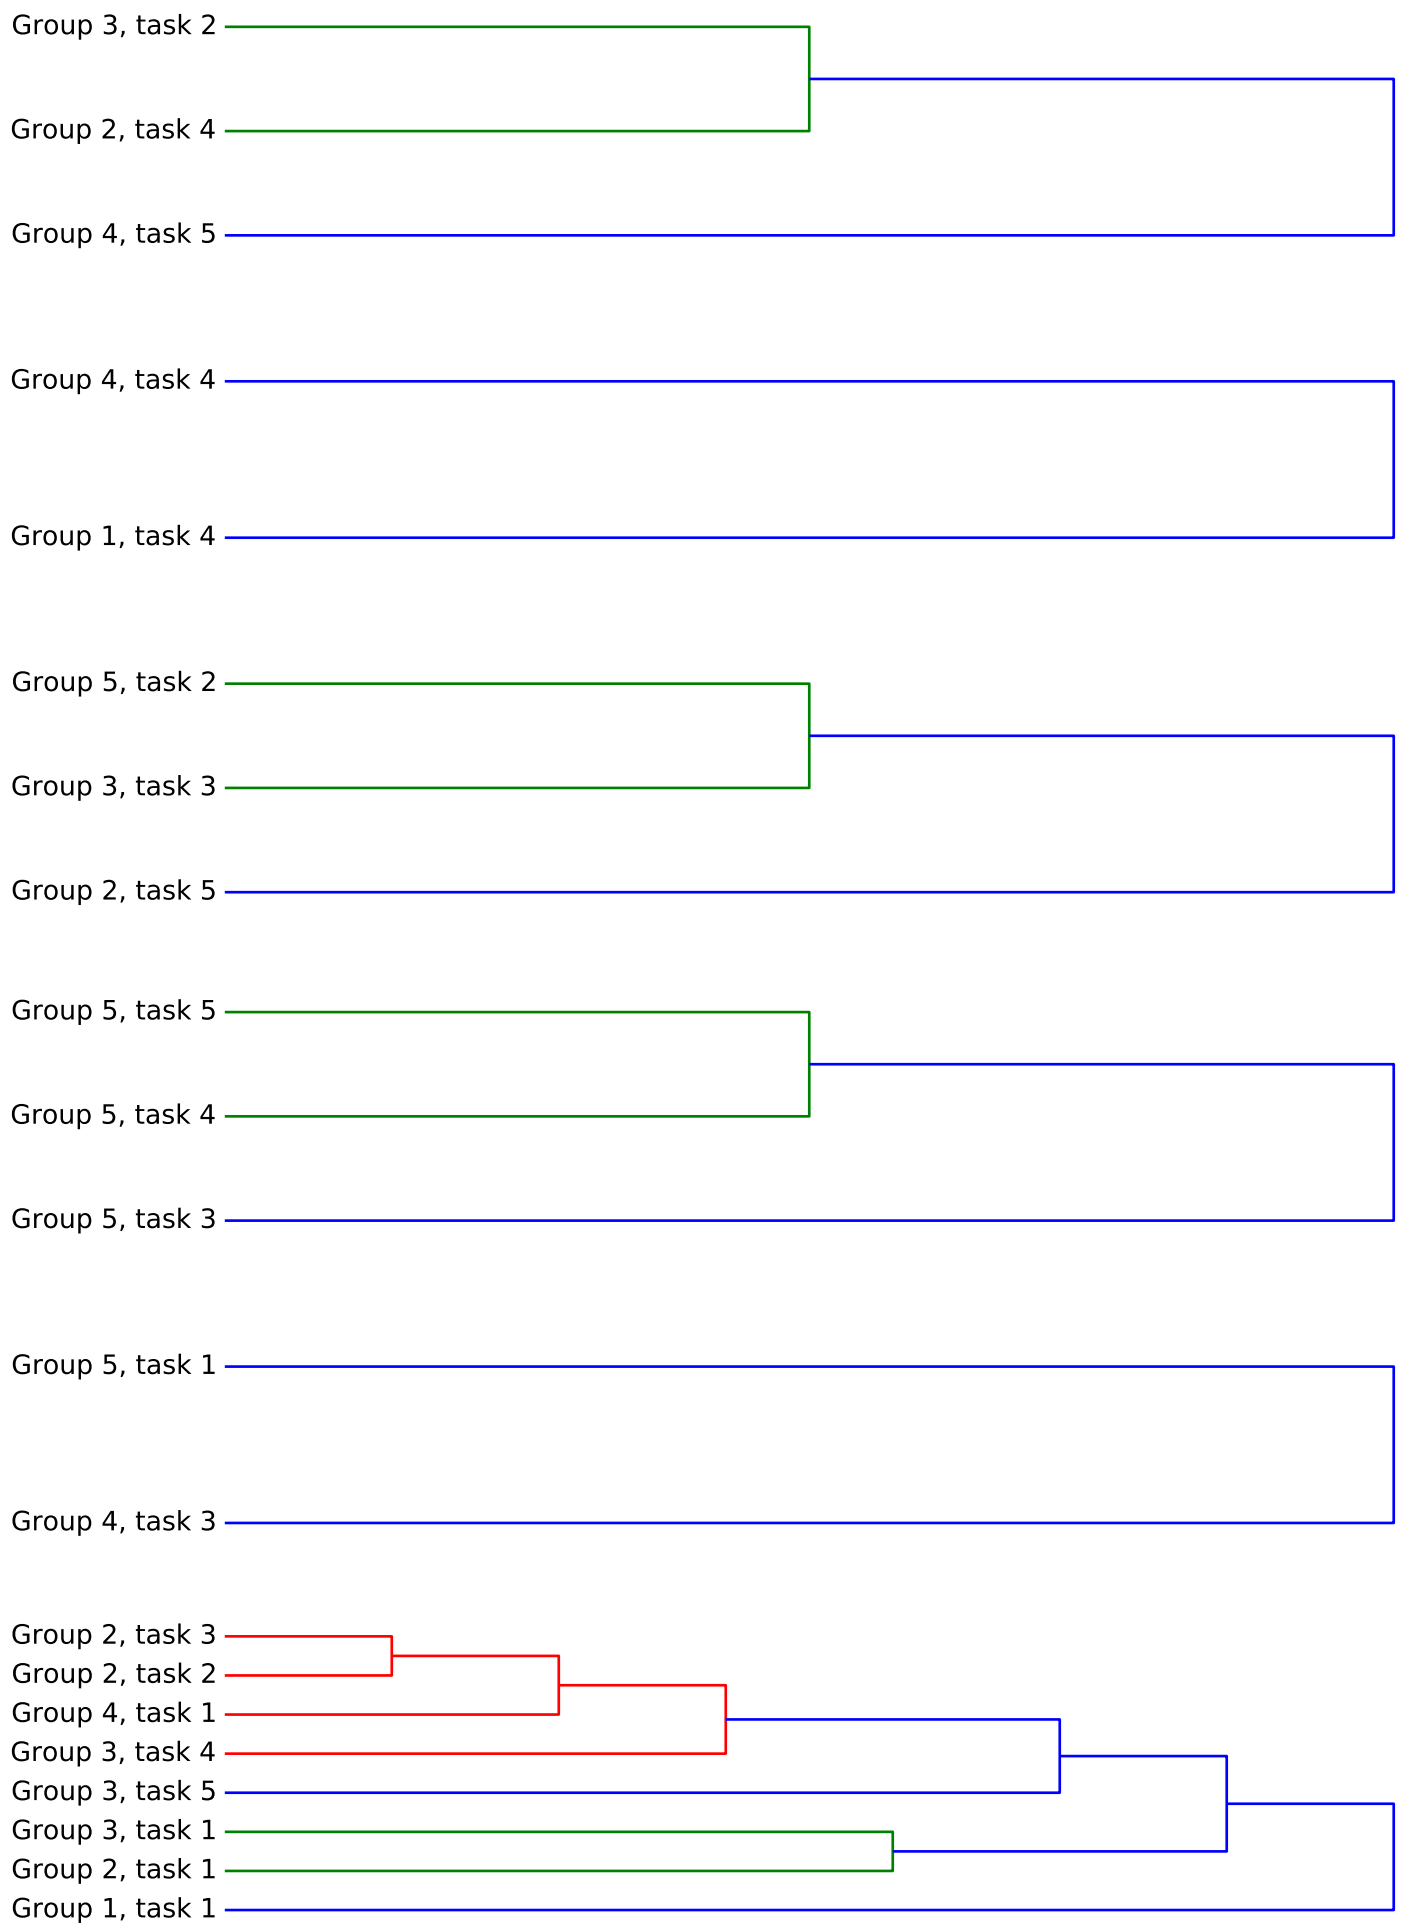 Group 3, task 2
Group 2, task 4
Group 4, task 5
Group 4, task 4
Group 1, task 4
Group 5, task 2
Group 3, task 3
Group 2, task 5
Group 5, task 5
Group 5, task 4
Group 5, task 3
Group 5, task 1
Group 4, task 3
Group 2, task 3
Group 2, task 2
Group 4, task 1
Group 3, task 4
Group 3, task 5
Group 3, task 1
Group 2, task 1
Group 1, task 1